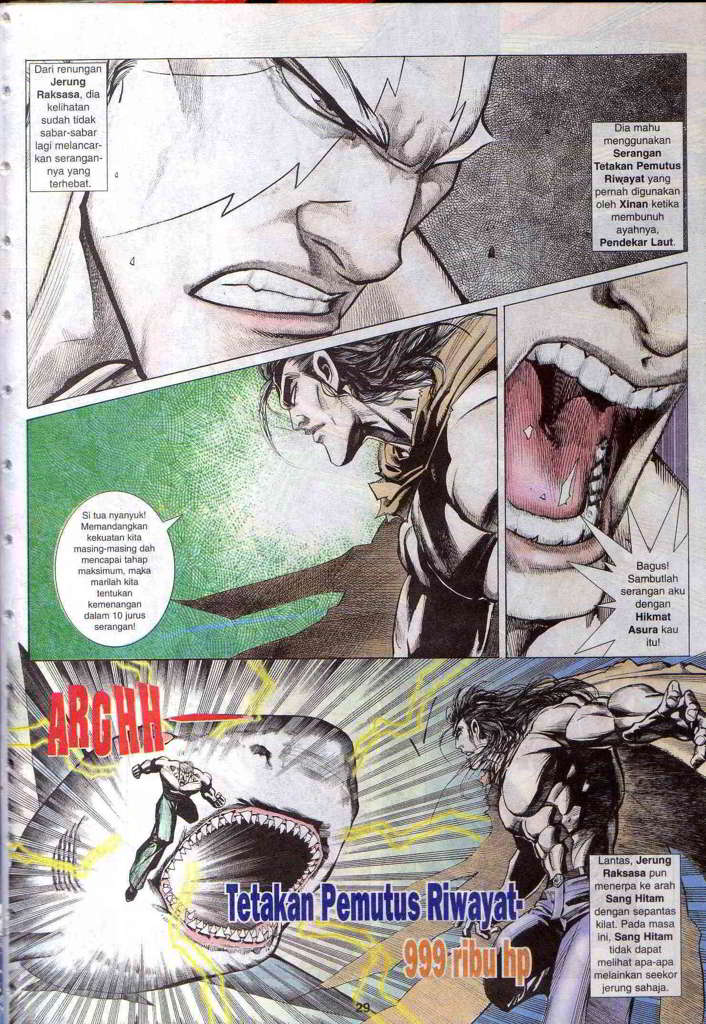 Dari renungan
Jerung
Raksasa, dia
kelihatan
sudah tidak
sabar-sabar
lagi melancar-
kan serangan-
nya yang
terhebat.
Dia mahu
menggunakan
Serangan
Tetakan Pemutus
Riwayat yang
pernah digunakan
oleh Xinan ketika
membunuh
ayahnya,
Pendekar Laut.
Si tua nyanyuk!
Memandangkan
kekuatan kita
masing-masing dah
mencapai tahap
maksimum, maka
marilah kita
tentukan
kemenangan
dalam 10 jurus
serangan!
Bagus!
Sambutlah
serangan aku
dengan
Hikmat
Asura kau
itu!
ARGHH
Tetakan Pemutus Riwayat-
999 ribu hp
Lantas, Jerung
Raksasa pun
menerpa ke arah
Sang Hitam
dengan sepantas
kilat. Pada masa
ini, Sang Hitam
tidak dapat
melihat apa-apa
melainkan seekor
jerung sahaja.
29